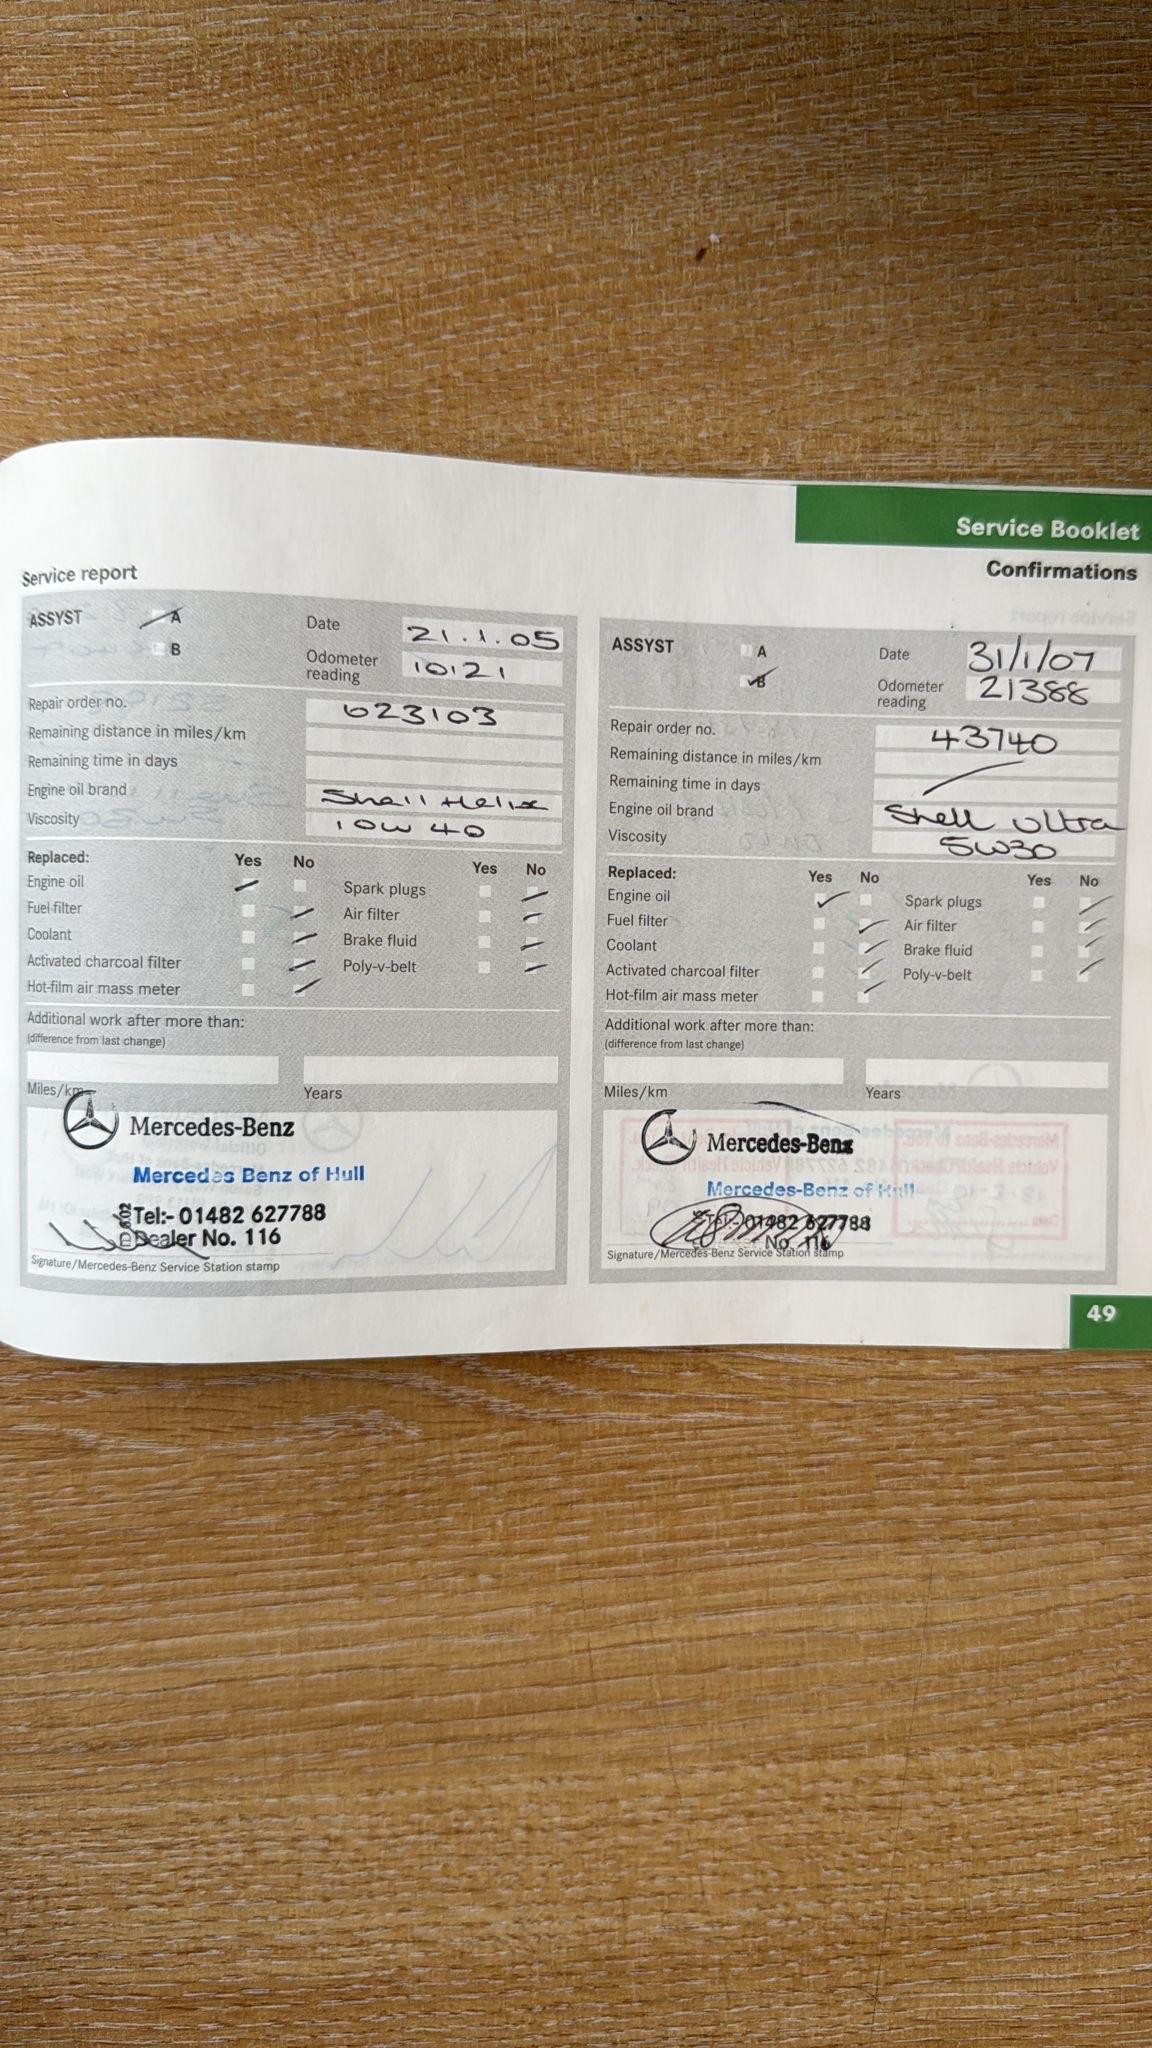 Service Booklet
Confirmations
Service report
ASSYST A
B
Date 21.1.05
Odometer reading 10121
Repair order no. 623103
Remaining distance in miles/km
Remaining time in days
Engine oil brand Shell Helix
Viscosity 10W 40
Replaced: Yes No Yes No
Engine oil Spark plugs
Fuel filter Air filter
Coolant Brake fluid
Activated charcoal filter Poly-v-belt
Hot-film air mass meter
Additional work after more than:
(difference from last change)
Miles/km Years
Mercedes-Benz
Mercedes Benz of Hull
Tel:- 01482 627788
Dealer No. 116
Signature/Mercedes-Benz Service Station stamp
ASSYST A
B
Date 31/1/07
Odometer reading 21388
Repair order no. 43740
Remaining distance in miles/km
Remaining time in days
Engine oil brand Shell Ultra
Viscosity 5W30
Replaced: Yes No Yes No
Engine oil Spark plugs
Fuel filter Air filter
Coolant Brake fluid
Activated charcoal filter Poly-v-belt
Hot-film air mass meter
Additional work after more than:
(difference from last change)
Miles/km Years
Mercedes-Benz
Mercedes-Benz of Hull
Tel:- 01482 627788
No. 116
Signature/Mercedes-Benz Service Station stamp
49